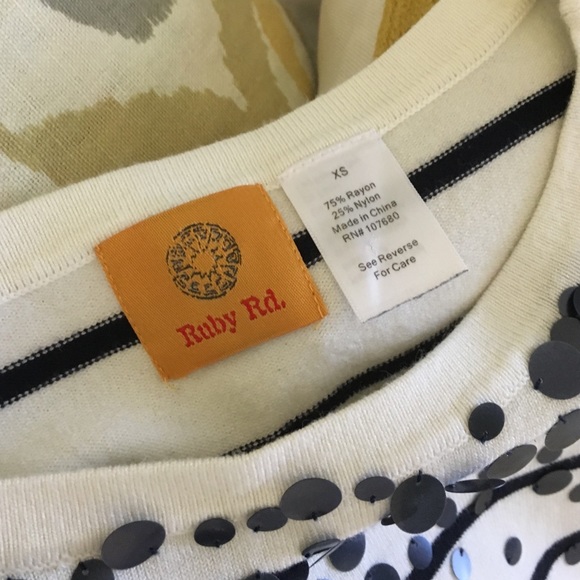 Ruby Rd.
XS
75% Rayon
25% Nylon
Made in China
RN# 107680
See Reverse
For Care